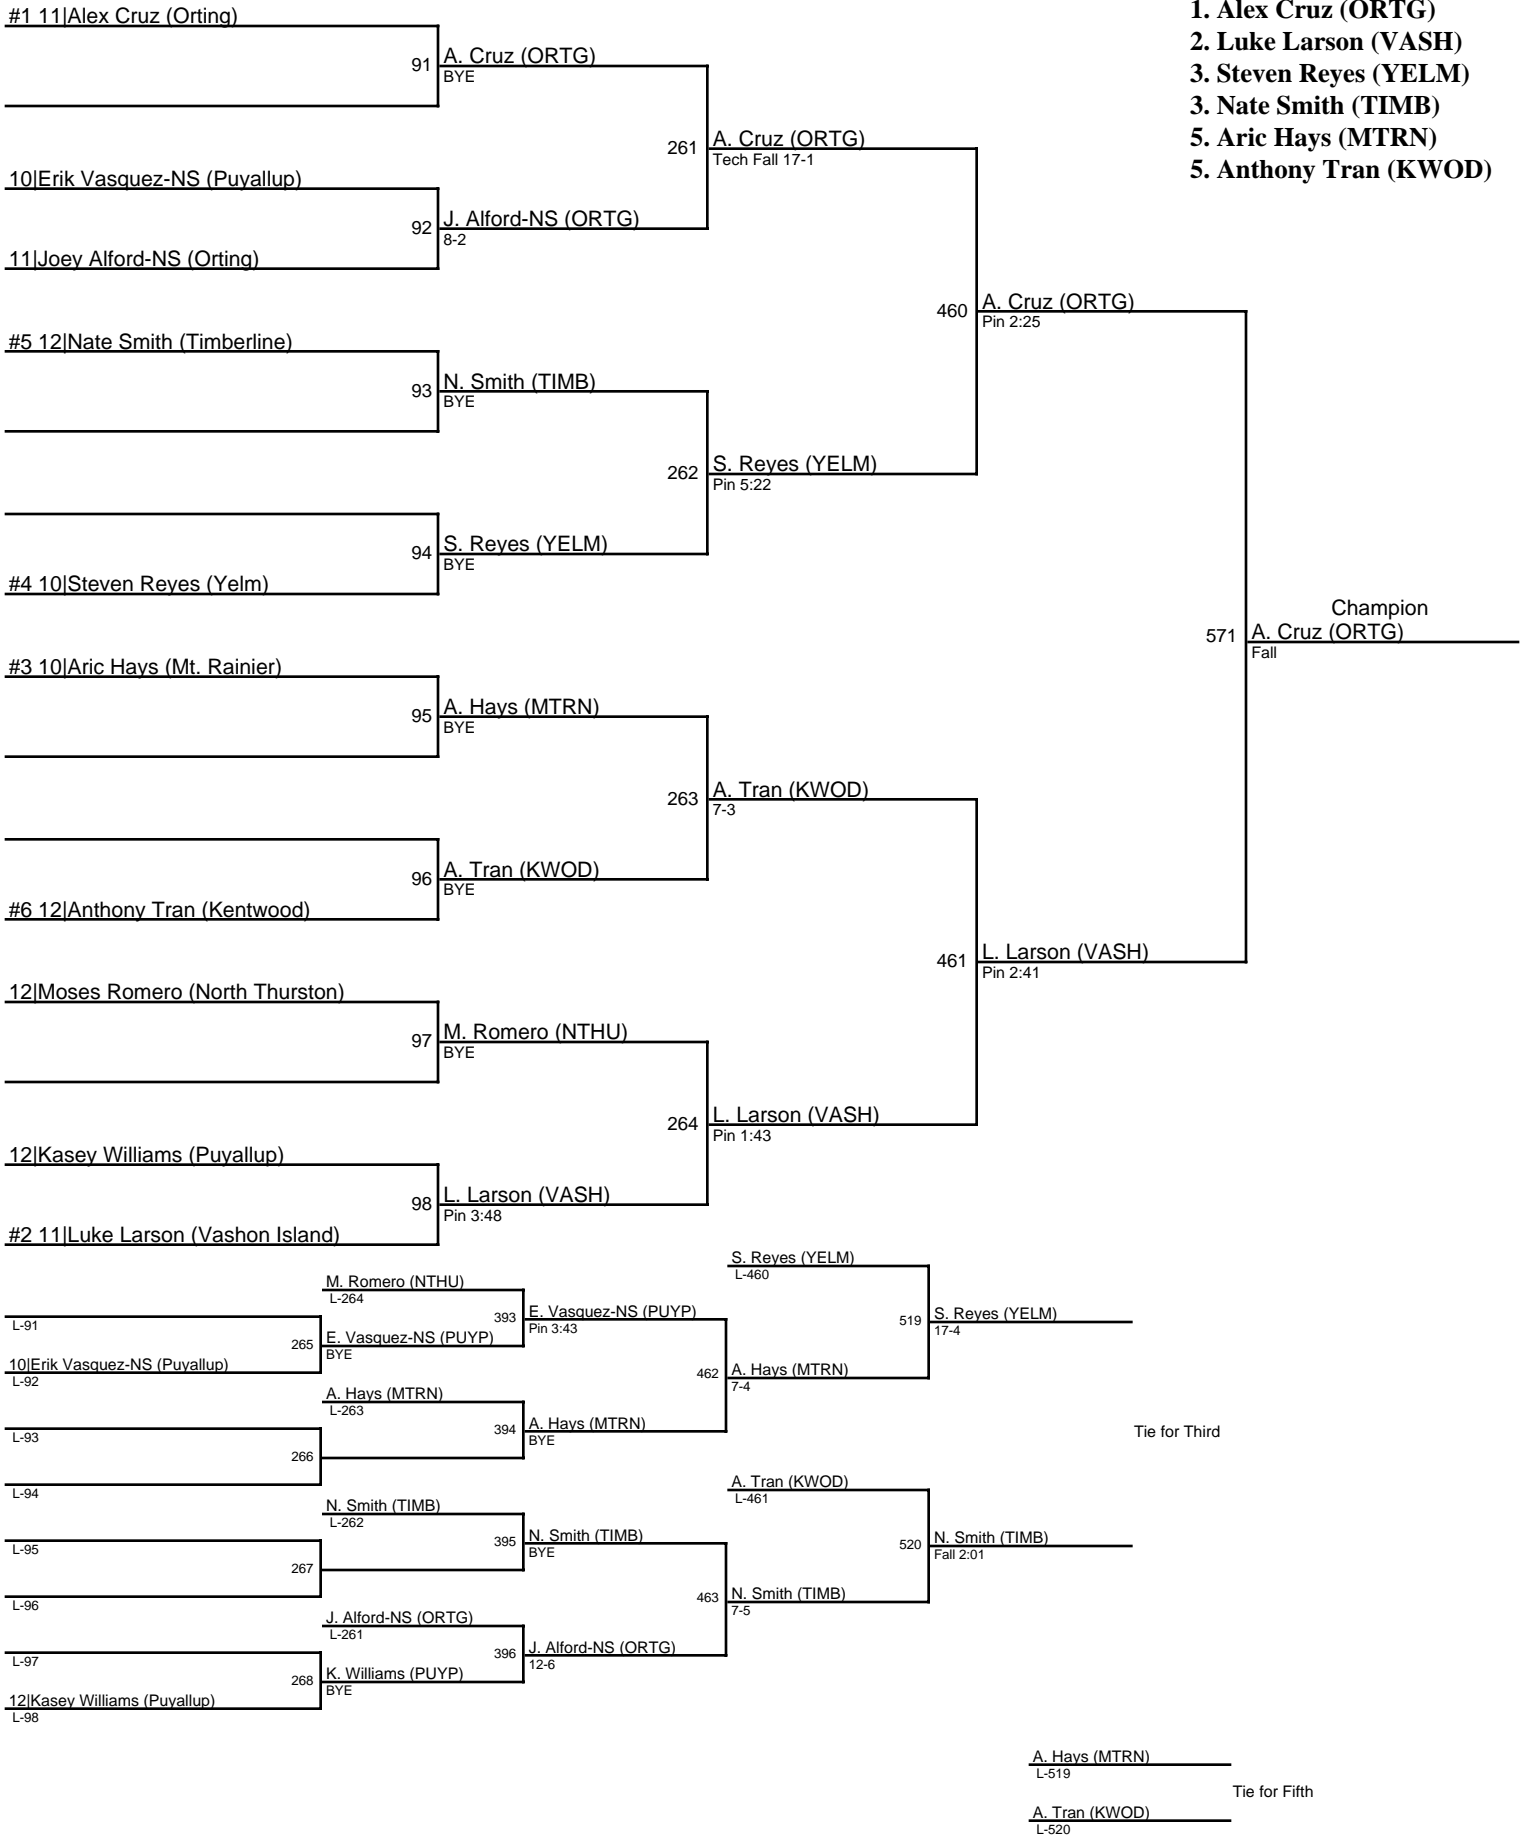 #1 11|Alex Cruz (Orting)
91
A. Cruz (ORTG)
BYE
10|Erik Vasquez-NS (Puyallup)
92
J. Alford-NS (ORTG)
8-2
11|Joey Alford-NS (Orting)
261
A. Cruz (ORTG)
Tech Fall 17-1
#5 12|Nate Smith (Timberline)
93
N. Smith (TIMB)
BYE
262
S. Reyes (YELM)
Pin 5:22
94
S. Reyes (YELM)
BYE
#4 10|Steven Reyes (Yelm)
460
A. Cruz (ORTG)
Pin 2:25
#3 10|Aric Hays (Mt. Rainier)
95
A. Hays (MTRN)
BYE
263
A. Tran (KWOD)
7-3
96
A. Tran (KWOD)
BYE
#6 12|Anthony Tran (Kentwood)
12|Moses Romero (North Thurston)
97
M. Romero (NTHU)
BYE
264
L. Larson (VASH)
Pin 1:43
12|Kasey Williams (Puyallup)
98
L. Larson (VASH)
Pin 3:48
#2 11|Luke Larson (Vashon Island)
461
L. Larson (VASH)
Pin 2:41
Champion
571
A. Cruz (ORTG)
Fall
1. Alex Cruz (ORTG)
2. Luke Larson (VASH)
3. Steven Reyes (YELM)
3. Nate Smith (TIMB)
5. Aric Hays (MTRN)
5. Anthony Tran (KWOD)
L-91
265
10|Erik Vasquez-NS (Puyallup)
L-92
M. Romero (NTHU)
L-264
393
E. Vasquez-NS (PUYP)
BYE
E. Vasquez-NS (PUYP)
Pin 3:43
L-93
266
L-94
A. Hays (MTRN)
L-263
394
A. Hays (MTRN)
BYE
462
A. Hays (MTRN)
7-4
S. Reyes (YELM)
L-460
519
S. Reyes (YELM)
17-4
L-95
267
L-96
N. Smith (TIMB)
L-262
395
N. Smith (TIMB)
BYE
L-97
268
12|Kasey Williams (Puyallup)
L-98
J. Alford-NS (ORTG)
L-261
396
K. Williams (PUYP)
BYE
J. Alford-NS (ORTG)
12-6
463
N. Smith (TIMB)
7-5
A. Tran (KWOD)
L-461
520
N. Smith (TIMB)
Fall 2:01
Tie for Third
A. Hays (MTRN)
L-519
Tie for Fifth
A. Tran (KWOD)
L-520